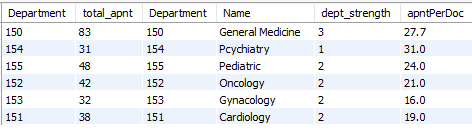 Department total_apnt Department Name dept_strength apntPerDoc
150 83 150 General Medicine 3 27.7
154 31 154 Pcychiatry 1 31.0
155 48 155 Pediatric 2 24.0
152 42 152 Oncology 2 21.0
153 32 153 Gynacology 2 16.0
151 38 151 Cardiology 2 19.0